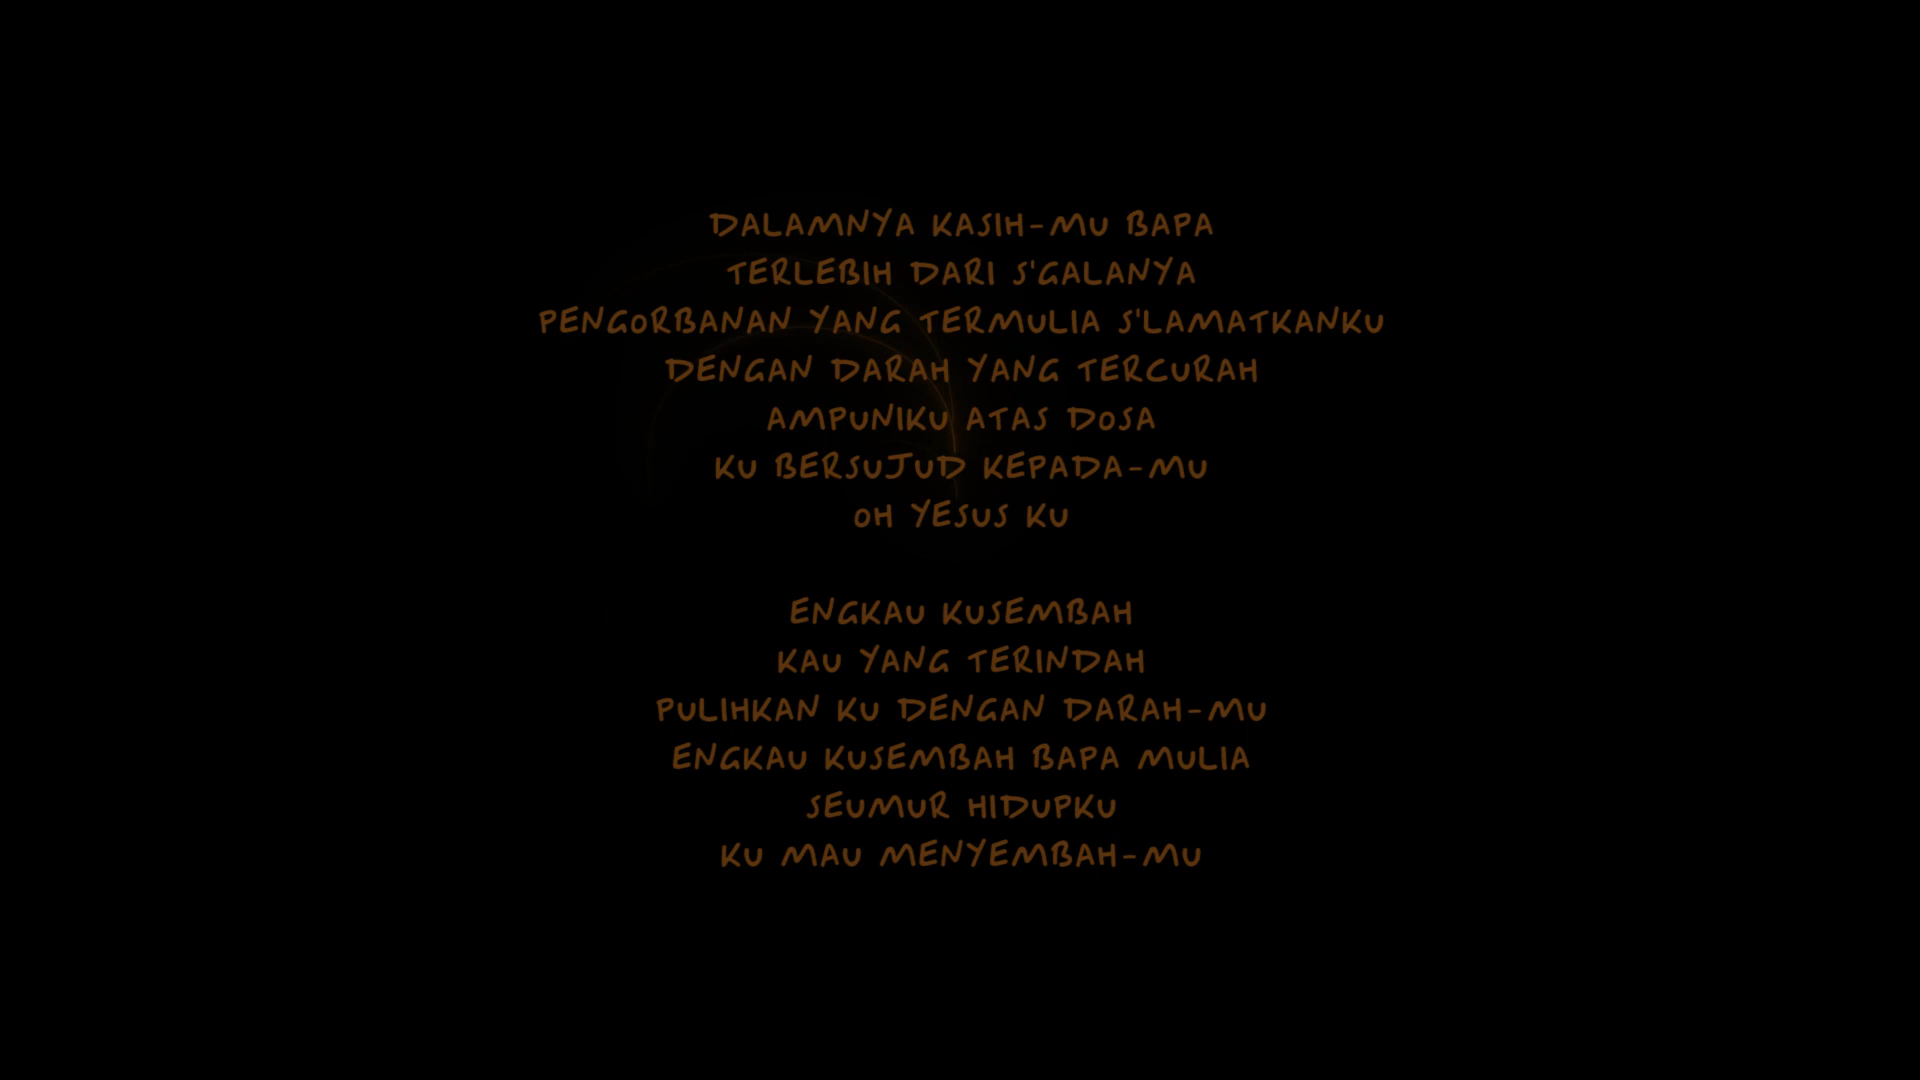 DALAMNYA KASIH-MU BAPA
TERLEBIH DARI S'GALANYA
PENGORBANAN YANG TERMULIA S'LAMATKANKU
DENGAN DARAH YANG TERCURAH
AMPUNIKU ATAS DOSA
KU BERSUJUD KEPADA-MU
OH YESUS KU
ENGKAU KUSEMBAH
KAU YANG TERINDAH
PULIHKAN KU DENGAN DARAH-MU
ENGKAU KUSEMBAH BAPA MULIA
SEUMUR HIDUPKU
KU MAU MENYEMBAH-MU